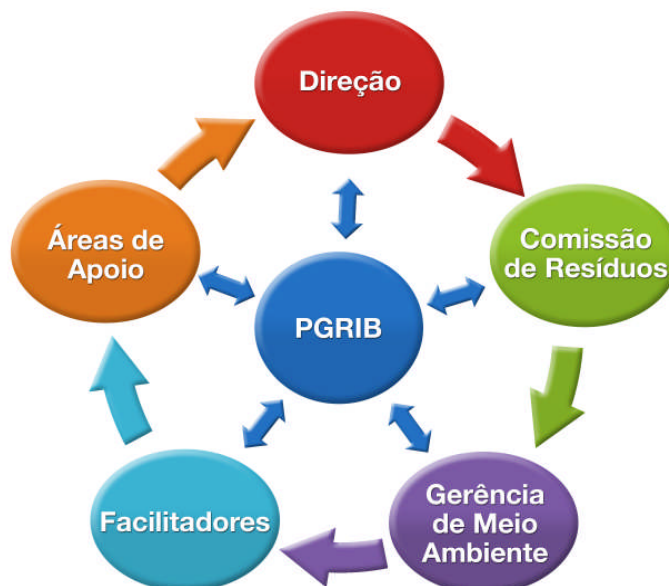 Direção
Comissão
de Resíduos
Gerência
de Meio
Ambiente
Facilitadores
Áreas de
Apoio
PGRIB